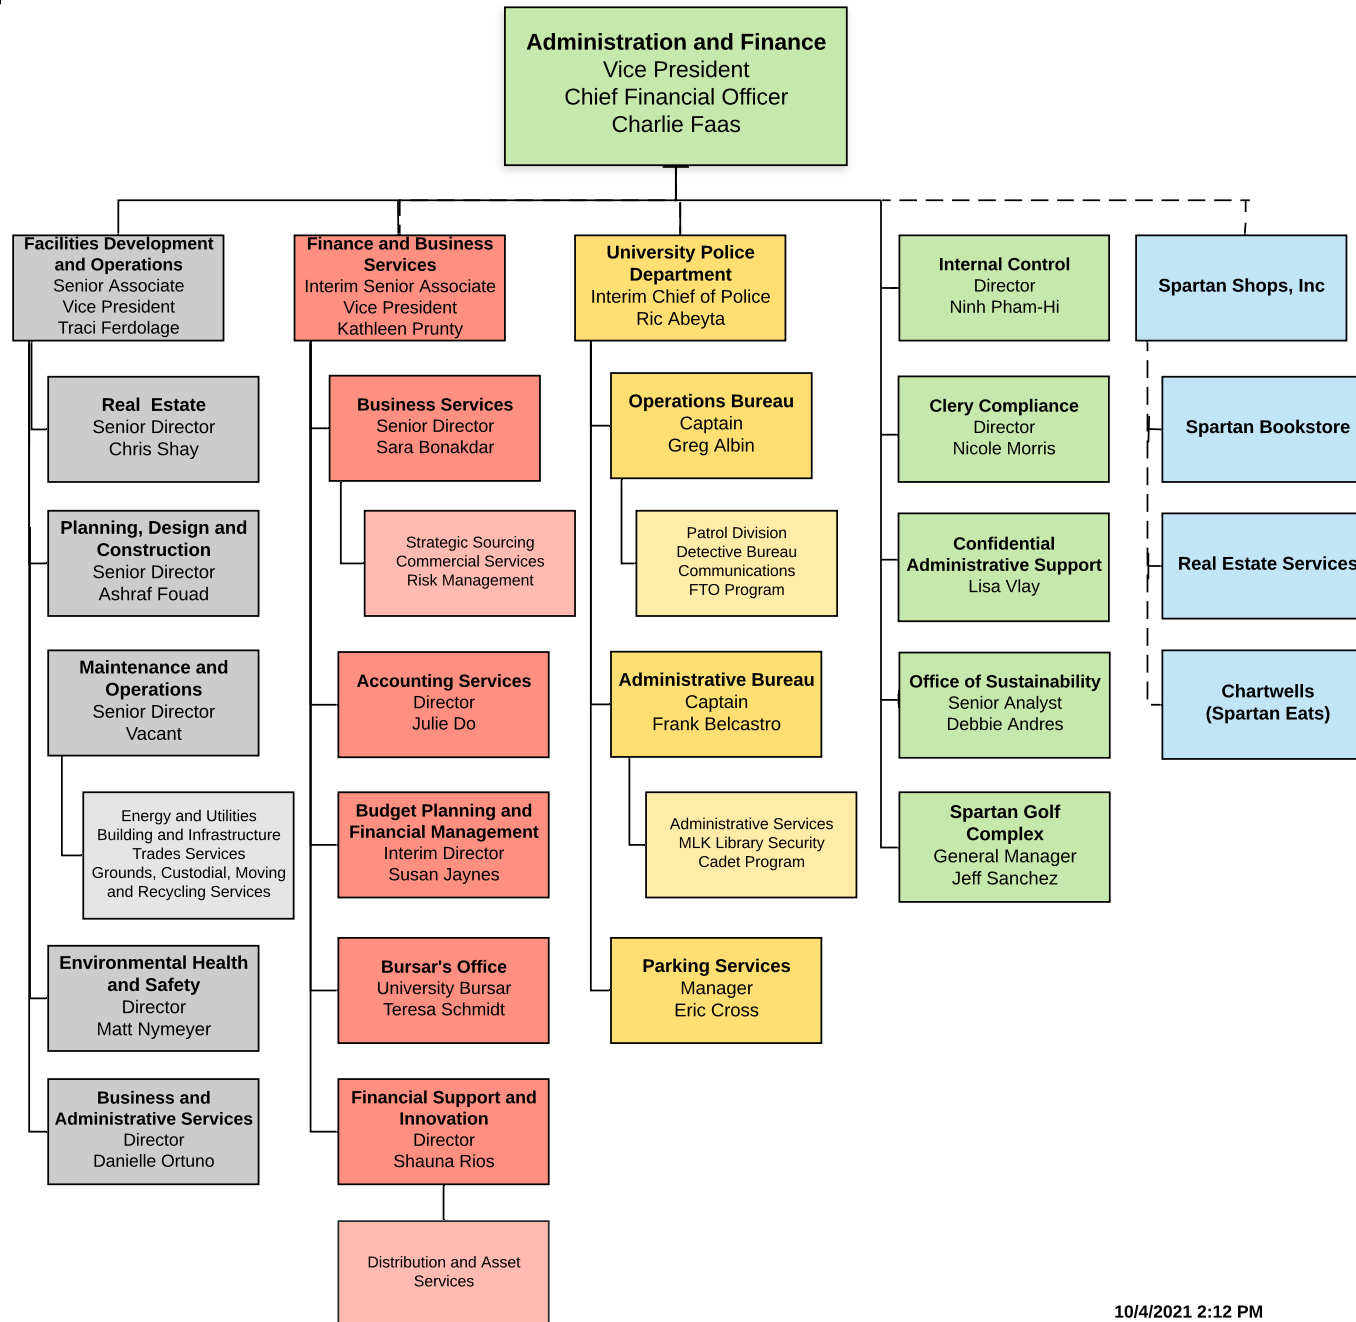 Administration and Finance
Vice President
Chief Financial Officer
Charlie Faas
Facilities Development
and Operations
Senior Associate
Vice President
Traci Ferdolage
Real Estate
Senior Director
Chris Shay
Planning, Design and
Construction
Senior Director
Ashraf Fouad
Maintenance and
Operations
Senior Director
Vacant
Energy and Utilities
Building and Infrastructure
Trades Services
Grounds, Custodial, Moving
and Recycling Services
Environmental Health
and Safety
Director
Matt Nymeyer
Business and
Administrative Services
Director
Danielle Ortuno
Finance and Business
Services
Interim Senior Associate
Vice President
Kathleen Prunty
Business Services
Senior Director
Sara Bonakdar
Strategic Sourcing
Commercial Services
Risk Management
Accounting Services
Director
Julie Do
Budget Planning and
Financial Management
Interim Director
Susan Jaynes
Bursar's Office
University Bursar
Teresa Schmidt
Financial Support and
Innovation
Director
Shauna Rios
Distribution and Asset
Services
University Police
Department
Interim Chief of Police
Ric Abeyta
Operations Bureau
Captain
Greg Albin
Patrol Division
Detective Bureau
Communications
FTO Program
Administrative Bureau
Captain
Frank Belcastro
Administrative Services
MLK Library Security
Cadet Program
Parking Services
Manager
Eric Cross
Internal Control
Director
Ninh Pham-Hi
Clery Compliance
Director
Nicole Morris
Confidential
Administrative Support
Lisa Vlay
Office of Sustainability
Senior Analyst
Debbie Andres
Spartan Golf
Complex
General Manager
Jeff Sanchez
Spartan Shops, Inc
Spartan Bookstore
Real Estate Services
Chartwells
(Spartan Eats)
10/4/2021 2:12 PM